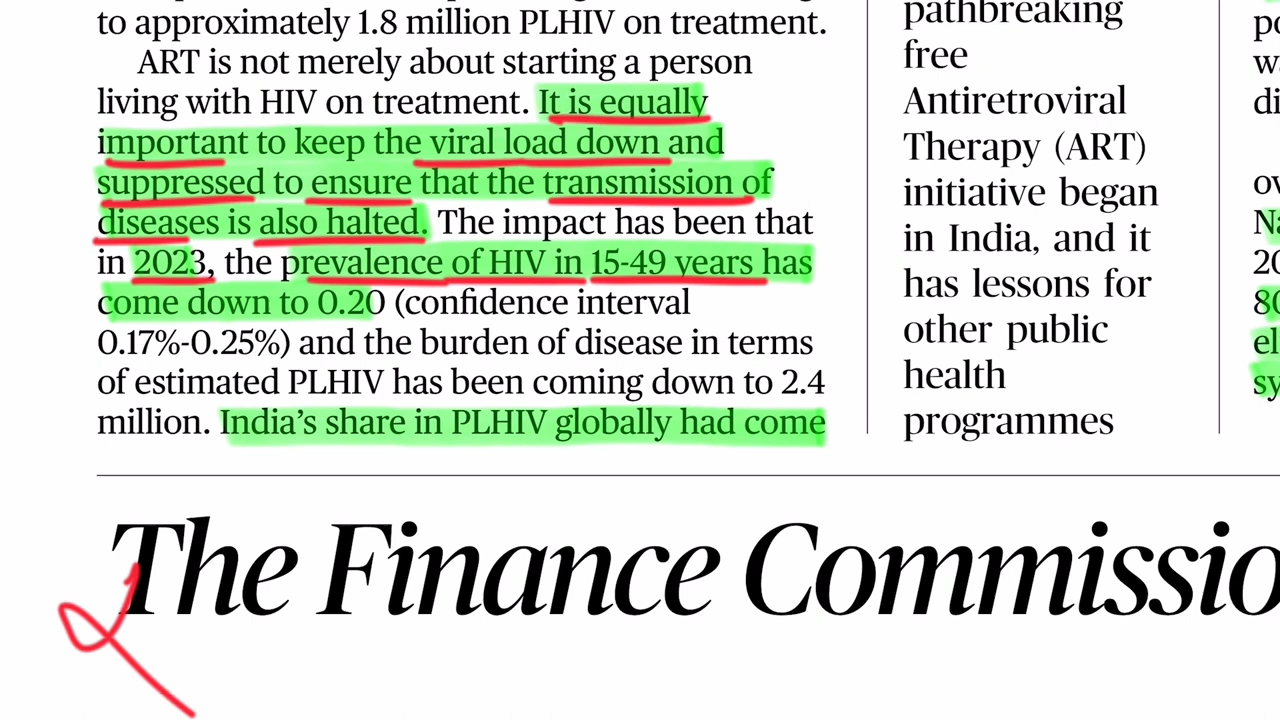 to approximately 1.8 million PLHIV on treatment.
ART is not merely about starting a person
living with HIV on treatment. It is equally
important to keep the viral load down and
suppressed to ensure that the transmission of
diseases is also halted. The impact has been that
in 2023, the prevalence of HIV in 15-49 years has
come down to 0.20 (confidence interval
0.17%-0.25%) and the burden of disease in terms
of estimated PLHIV has been coming down to 2.4
million. India’s share in PLHIV globally had come
pathbreaking
free
Antiretroviral
Therapy (ART)
initiative began
in India, and it
has lessons for
other public
health
programmes
The Finance Commissio